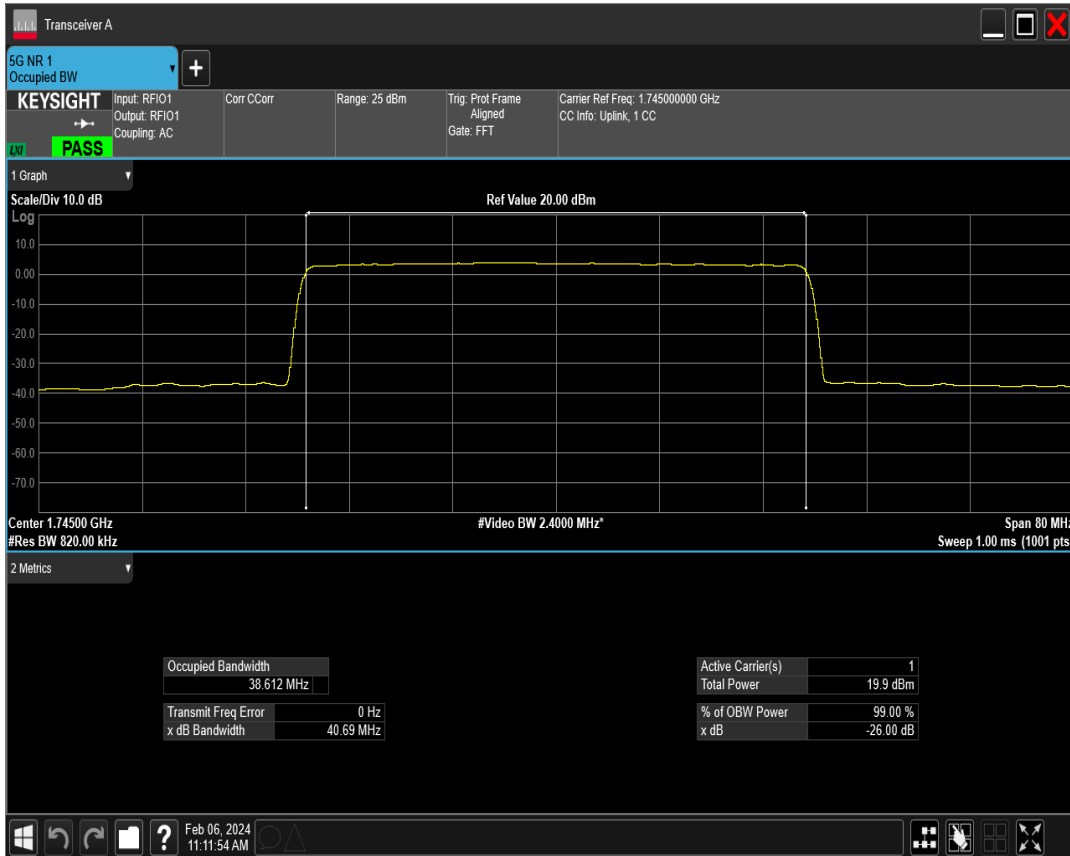 Transceiver A
5G NR 1
Occupied BW
KEYSIGHT
LXI
PASS
Input: RFIO1
Output: RFIO1
Coupling: AC
Corr CCorr
Range: 25 dBm
Trig: Prot Frame
Aligned
Gate: FFT
Carrier Ref Freq: 1.745000000 GHz
CC Info: Uplink, 1 CC
1 Graph
Scale/Div 10.0 dB
Ref Value 20.00 dBm
Log
10.0
0.00
-10.0
-20.0
-30.0
-40.0
-50.0
-60.0
-70.0
Center 1.74500 GHz
#Video BW 2.4000 MHz*
Span 80 MHz
#Res BW 820.00 kHz
Sweep 1.00 ms (1001 pts
2 Metrics
Occupied Bandwidth
38.612 MHz
Transmit Freq Error 0 Hz
x dB Bandwidth 40.69 MHz
Active Carrier(s) 1
Total Power 19.9 dBm
% of OBW Power 99.00 %
x dB -26.00 dB
?
Feb 06, 2024
11:11:54 AM